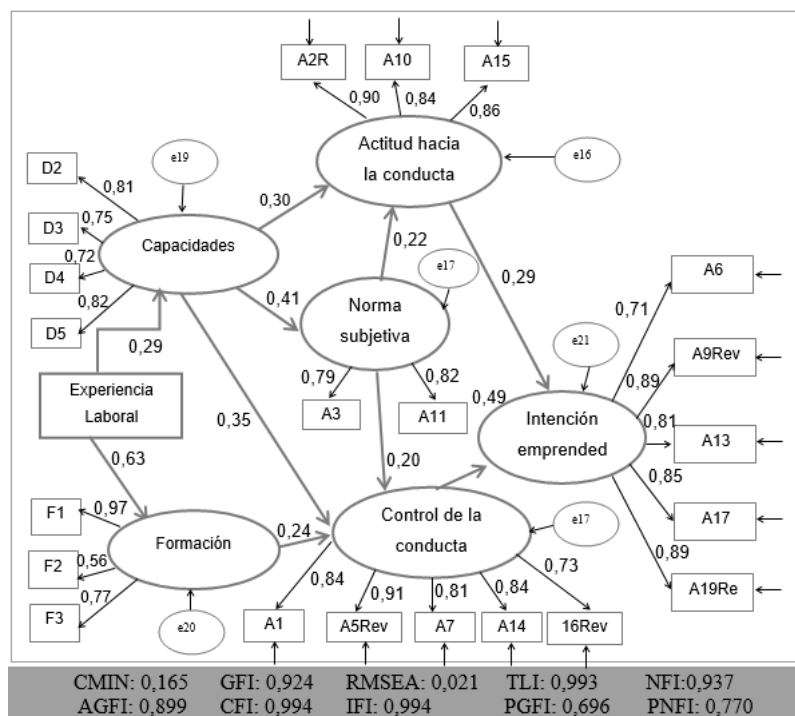 A2R A10 A15
0,90 0,84 0,86
Actitud hacia
la conducta
e16
e19
D2
0,81
D3
0,75
D4
0,72
D5
0,82
Capacidades
0,30
0,22
0,41
e17
Norma
subjetiva
0,29
0,29
Experiencia
Laboral
0,79
0,82
A3
A11
0,35
0,63
0,20
e21
0,49
Intención
emprended
A6
0,71
A9Rev
0,89
0,81
A13
0,85
A17
0,89
A19Re
F1
0,97
F2
0,56
F3
0,77
Formación
0,24
e20
Control de la
conducta
e17
0,84 0,91 0,81 0,84 0,73
A1 A5Rev A7 A14 16Rev
CMIN: 0,165 GFI: 0,924 RMSEA: 0,021 TLI: 0,993 NFI:0,937
AGFI: 0,899 CFI: 0,994 IFI: 0,994 PGFI: 0,696 PNFI: 0,770